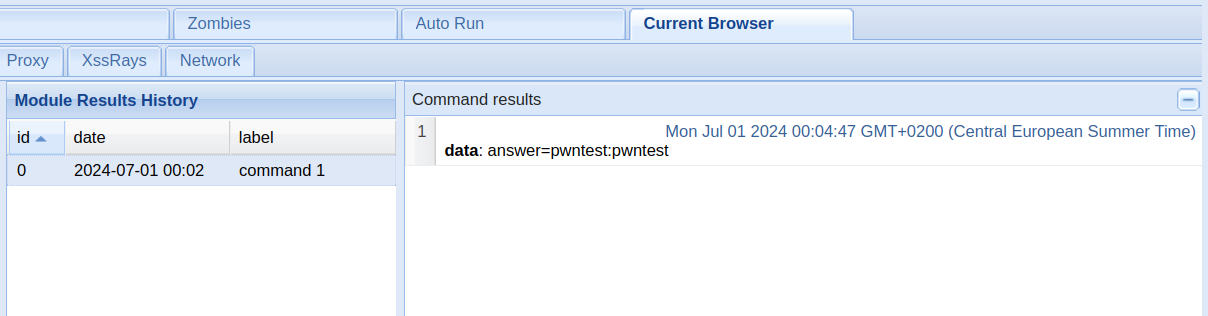 Zombies Auto Run Current Browser
Proxy XssRays Network
Module Results History
id date label
0 2024-07-01 00:02 command 1
Command results
1 Mon Jul 01 2024 00:04:47 GMT+0200 (Central European Summer Time)
data: answer=pwntest:pwntest